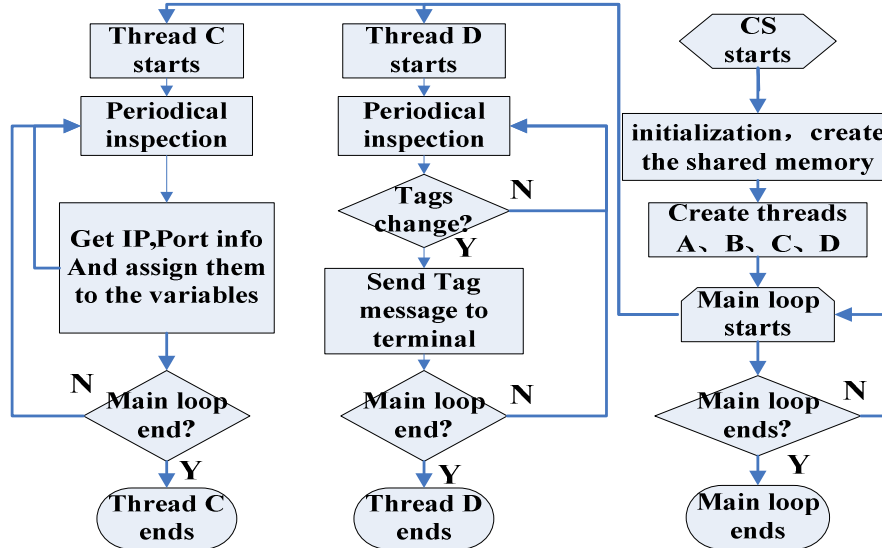 Thread C
starts
Periodical
inspection
Get IP,Port info
And assign them
to the variables
N
Main loop
end?
Y
Thread C
ends
Thread D
starts
Periodical
inspection
Tags
change?
N
Y
Send Tag
message to
terminal
Main loop
end?
N
Y
Thread D
ends
CS
starts
initialization，create
the shared memory
Create threads
A、B、C、D
Main loop
starts
Main loop
ends?
N
Y
Main loop
ends